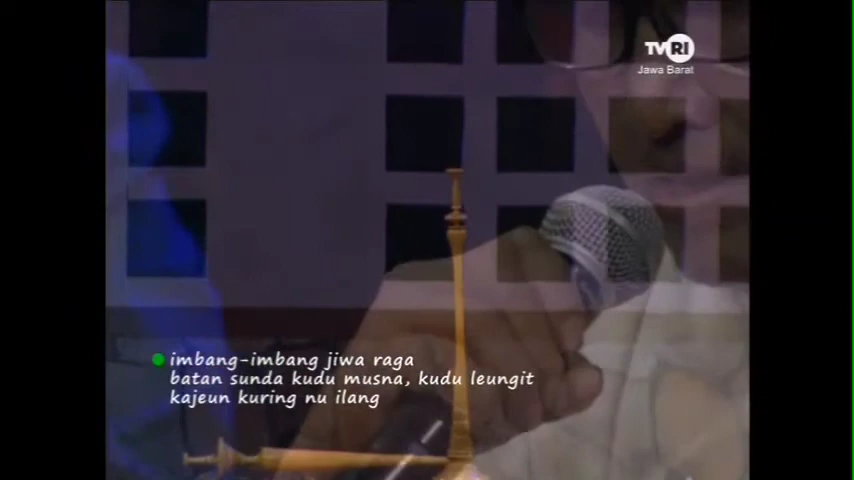 TVRI
Jawa Barat
imbang-imbang jiwa raga
batan sunda kudu musna, kudu leungit
kajeun kuring nu ilang